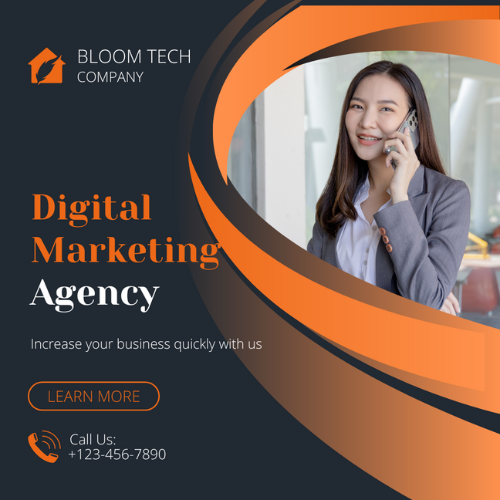 BLOOM TECH
COMPANY
Digital
Marketing
Agency
Increase your business quickly with us
LEARN MORE
Call Us:
+123-456-7890